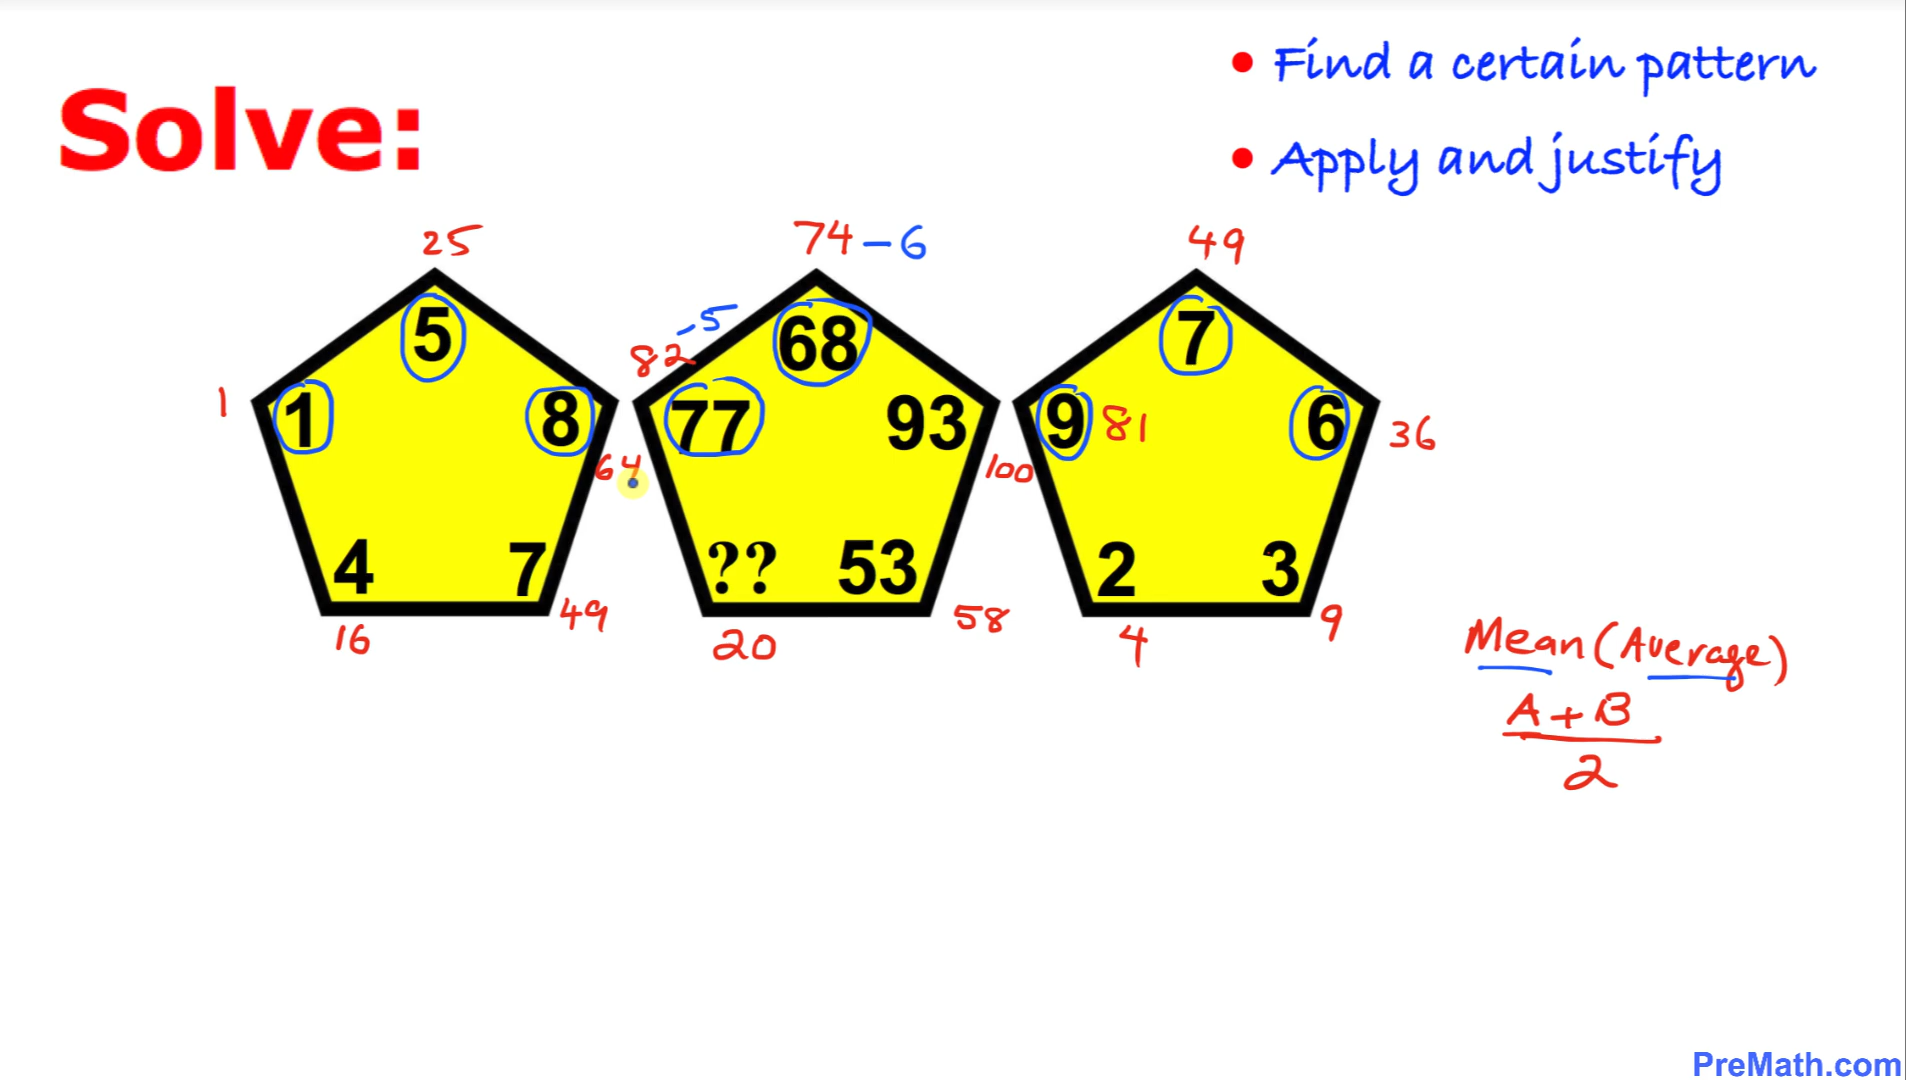 • Find a certain pattern
Solve:
• Apply and justify
25 74 - 6 49
5 68 7
82 - 5
1 1 8 77 93 9 81 6 36
64 100
4 7 ?? 53 2 3
16 49 20 58 4 9
Mean (Average)
A + B
2
PreMath.com